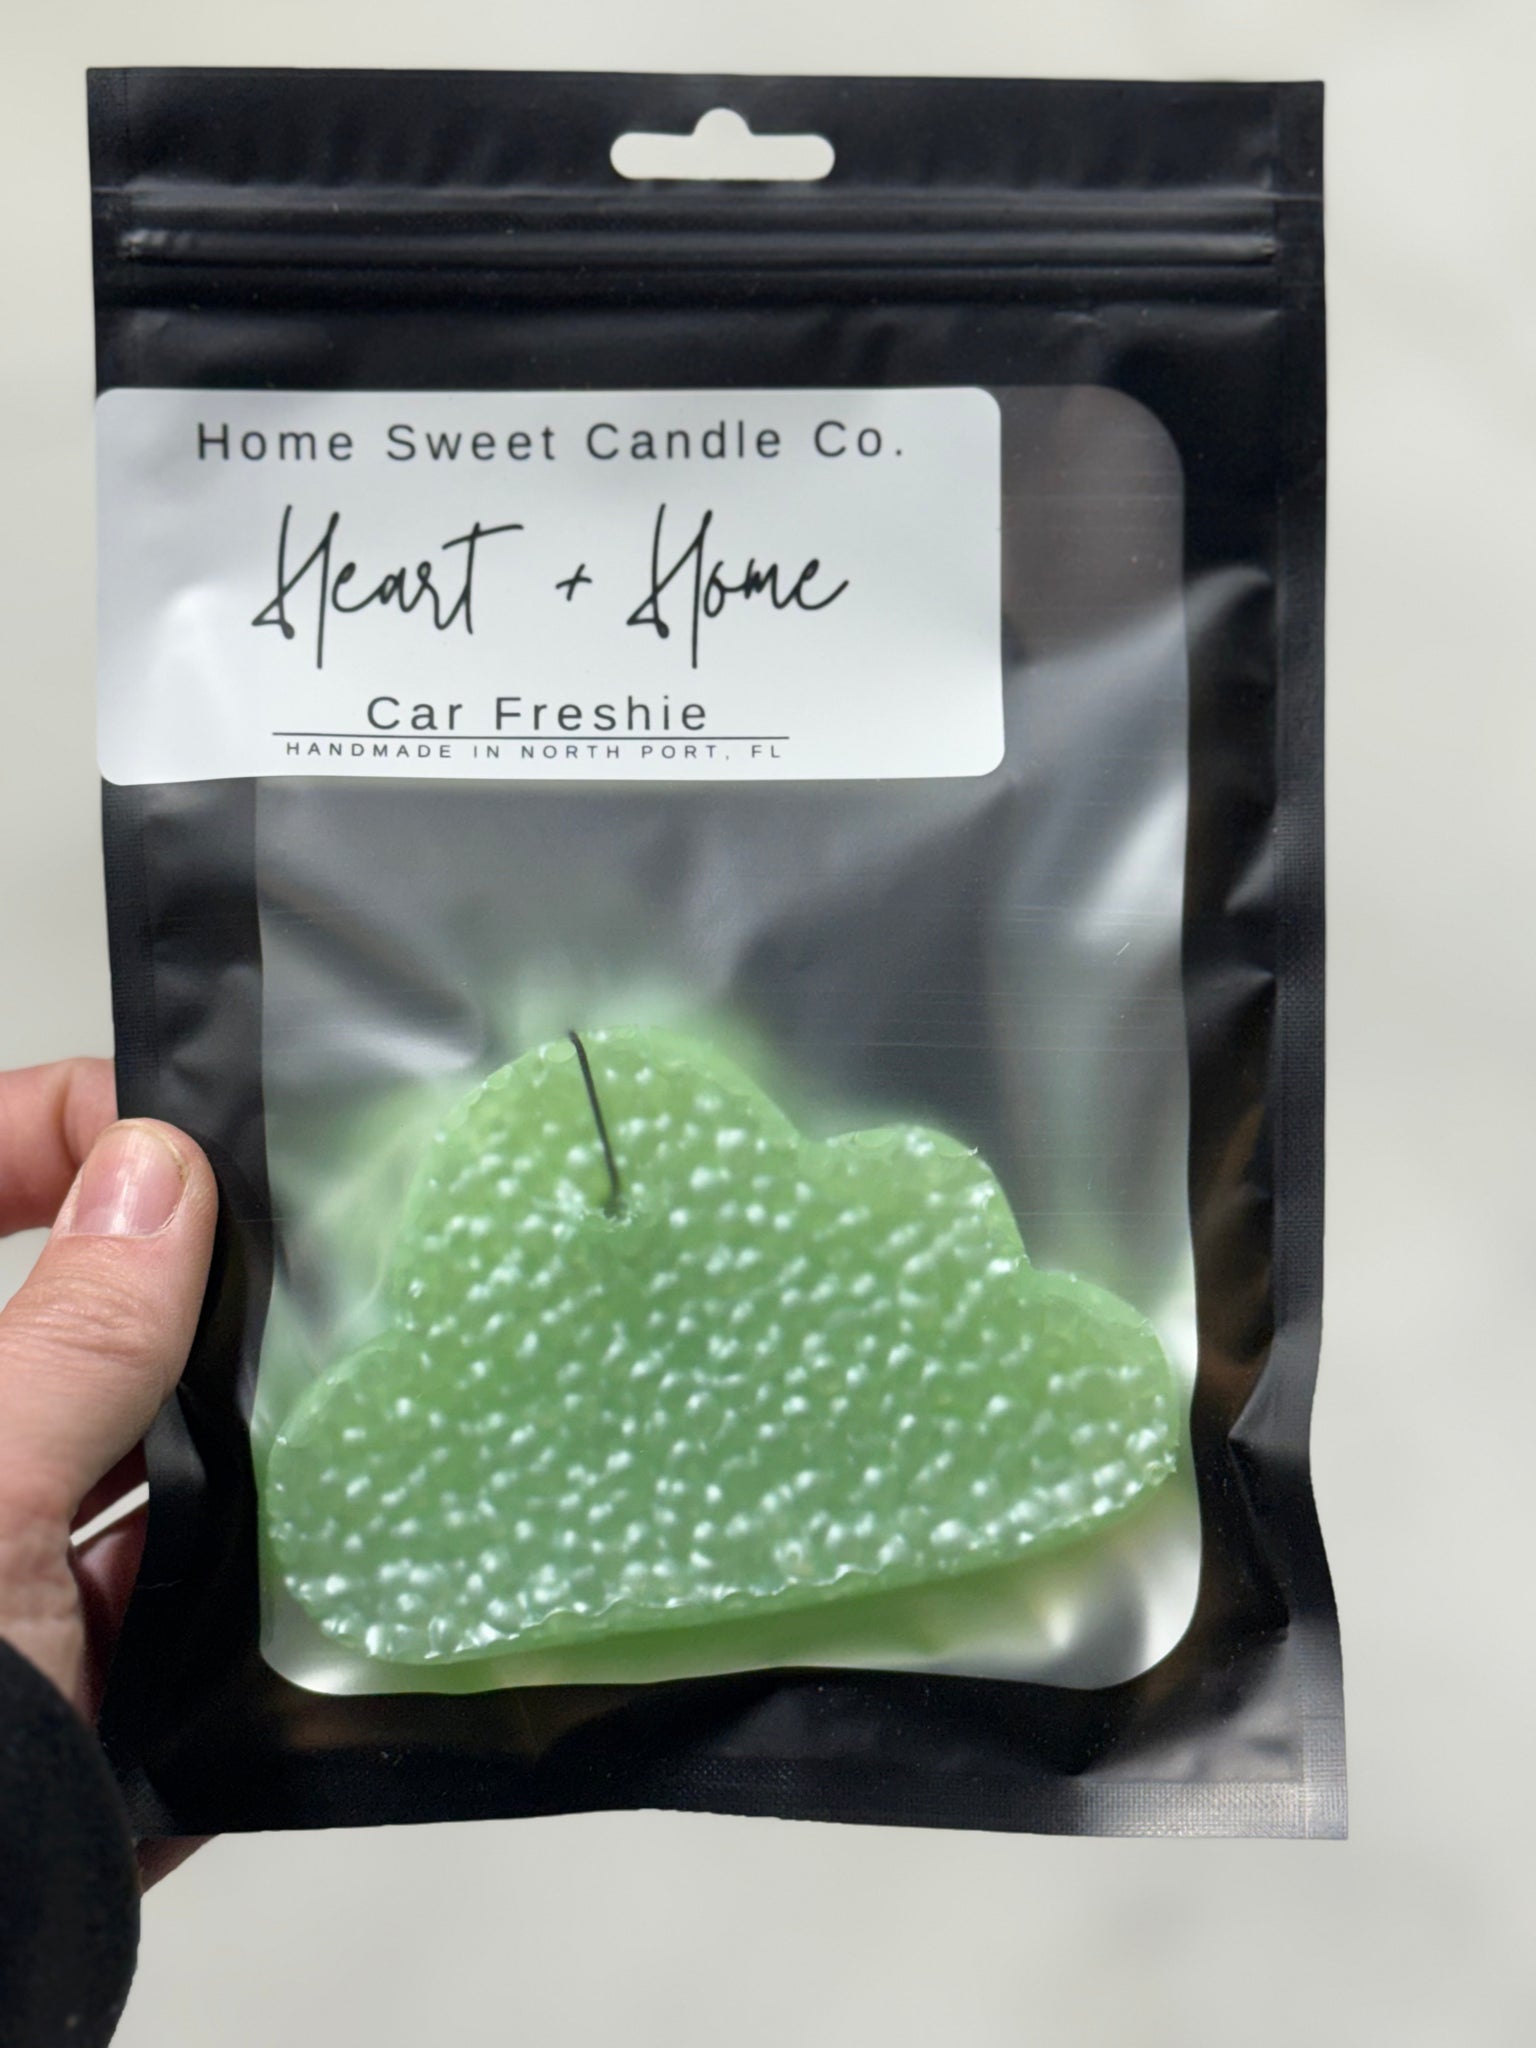 Home Sweet Candle Co.
Heart + Home
Car Freshie
HANDMADE IN NORTH PORT, FL